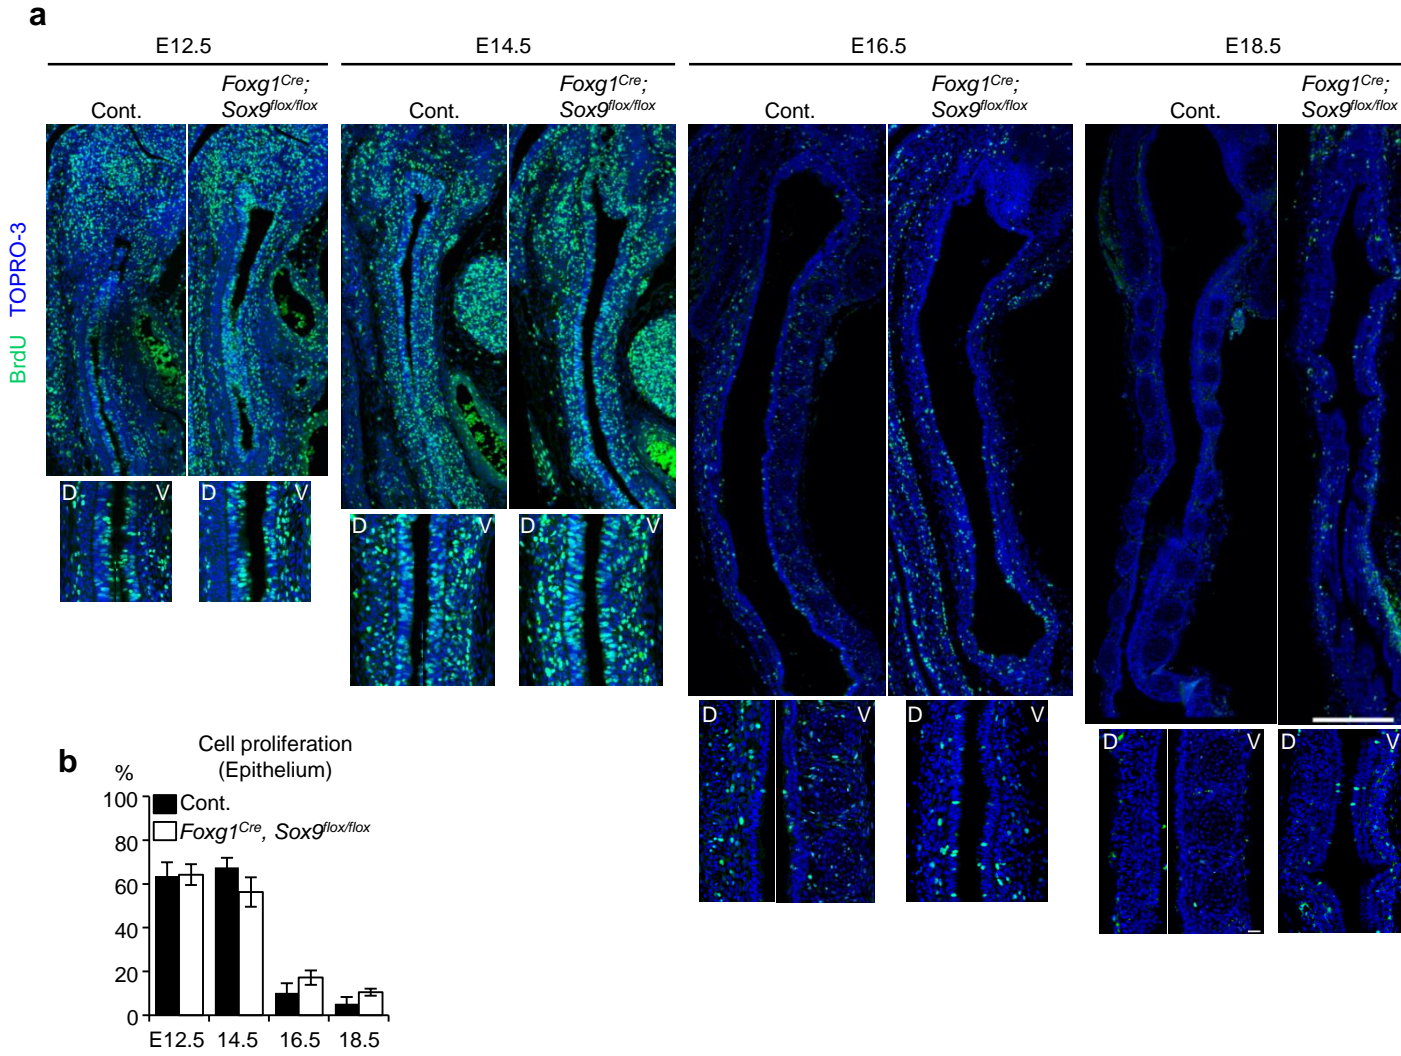 a
E12.5 E14.5 E16.5 E18.5
Cont. Foxg1Cre; Sox9flox/flox Cont. Foxg1Cre; Sox9flox/flox Cont. Foxg1Cre; Sox9flox/flox Cont. Foxg1Cre; Sox9flox/flox
BrdU TOPRO-3
D V D V D V D V D V D V D V D V
b
Cell proliferation
(Epithelium)
%
100
80
60
40
20
0
Cont.
Foxg1Cre, Sox9flox/flox
E12.5 14.5 16.5 18.5